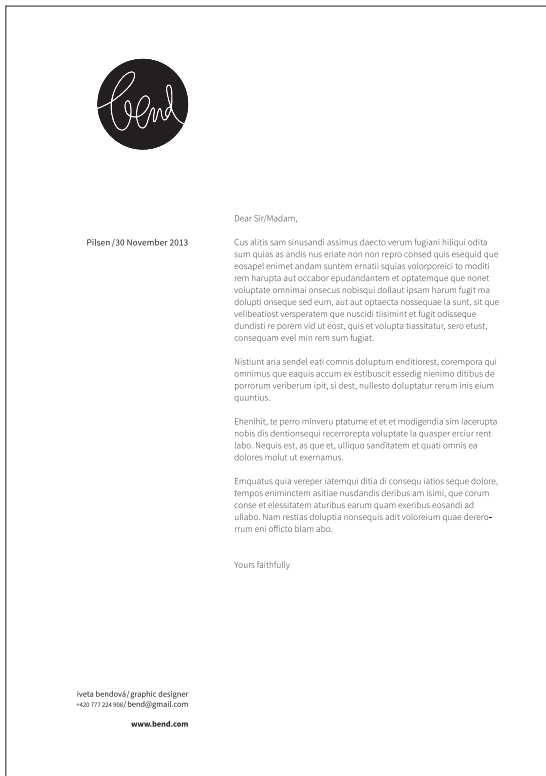 bend
Dear Sir/Madam,
Pilsen /30 November 2013
Cus alitis sam sinusandi assimus daecto verum fugiani hiliqui odita
sum quias as andis nus eriate non non repro consed quis esequid que
eosapel enimet andam suntem ernatii squias volorporeici to moditi
rem harupta aut occabor epudandantem et optatemque que nonet
voluptate omnimai onsecus nobisqui dollaut ipsam harum fugit ma
dolupti onseque sed eum, aut aut optaecta nossequae la sunt, sit que
velibeatiost versperatem que nuscidi tiisimint et fugit odisseque
dundisti re porem vid ut eost, quis et volupta tiassitatur, sero etust,
consequam evel min rem sum fugiat.
Nistiunt aria sendel eati comnis doluptum enditiorest, corempora qui
omnimus que eaquis accum ex estibuscit essedig nienimo ditibus de
porrorum veriberum ipit, si dest, nullesto doluptatur rerum inis eium
quuntius.
Ehenihit, te perro minveru ptatume et et et modigendia sim lacerupta
nobis dis dentionsequi recerrorepta voluptate la quasper erciur rent
labo. Nequis est, as que et, ulliquo sanditatem et quati omnis ea
dolores molut ut exernamus.
Emquatus quia vereper iatemqui ditia di consequ iatios seque dolore,
tempos eniminctem asitiae nusdandis deribus am isimi, que corum
conse et elessitatem aturibus earum quam exeribus eosandi ad
ullabo. Nam restias doluptia nonsequis adit voloreium quae derero-
rrum eni officto blam abo.
Yours faithfully
iveta bendová/graphic designer
+420 777 224 908/ bend@gmail.com
www.bend.com